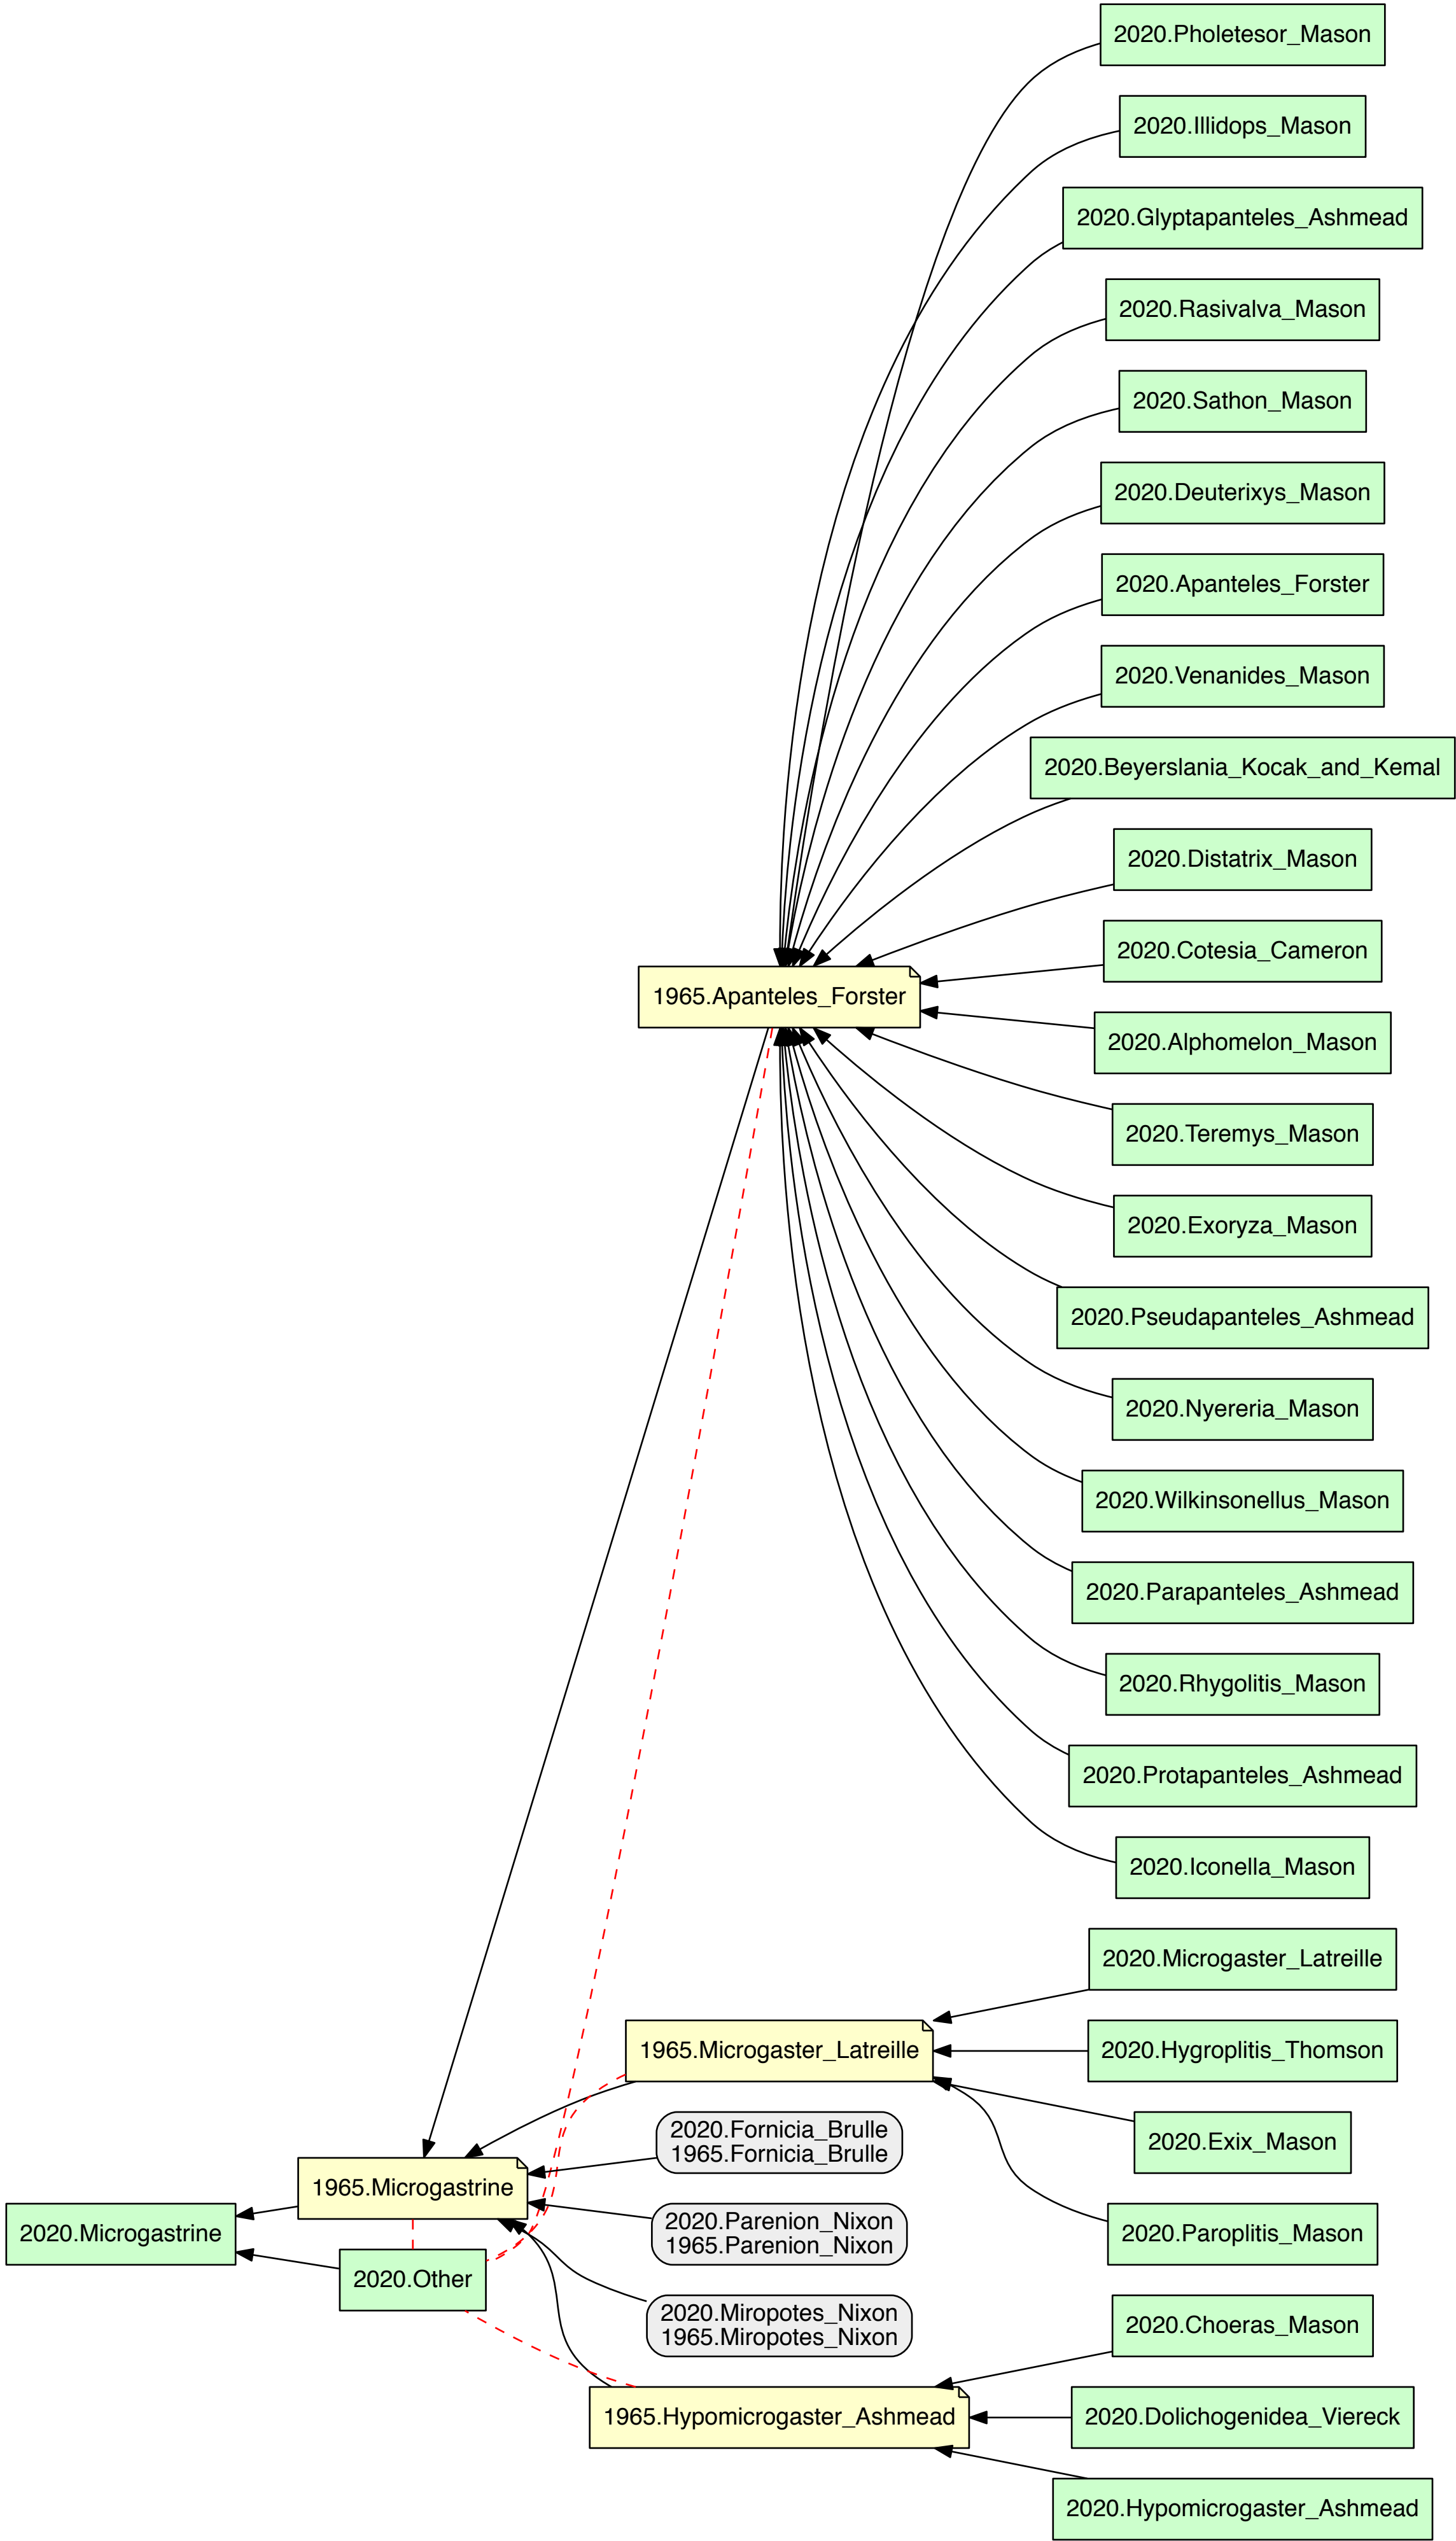 2020.Pholetesor_Mason
2020.Illidops_Mason
2020.Glyptapanteles_Ashmead
2020.Rasivalva_Mason
2020.Sathon_Mason
2020.Deuterixys_Mason
2020.Apanteles_Forster
2020.Venanides_Mason
2020.Beyerslania_Kocak_and_Kemal
2020.Distatrix_Mason
2020.Cotesia_Cameron
1965.Apanteles_Forster
2020.Alphomelon_Mason
2020.Teremys_Mason
2020.Exoryza_Mason
2020.Pseudapanteles_Ashmead
2020.Nyereria_Mason
2020.Wilkinsonellus_Mason
2020.Parapanteles_Ashmead
2020.Rhygolitis_Mason
2020.Protapanteles_Ashmead
2020.Iconella_Mason
2020.Microgaster_Latreille
1965.Microgaster_Latreille
2020.Hygroplitis_Thomson
2020.Fornicia_Brulle
1965.Fornicia_Brulle
2020.Exix_Mason
1965.Microgastrine
2020.Microgastrine
2020.Parenion_Nixon
1965.Parenion_Nixon
2020.Paroplitis_Mason
2020.Other
2020.Miropotes_Nixon
1965.Miropotes_Nixon
2020.Choeras_Mason
1965.Hypomicrogaster_Ashmead
2020.Dolichogenidea_Viereck
2020.Hypomicrogaster_Ashmead